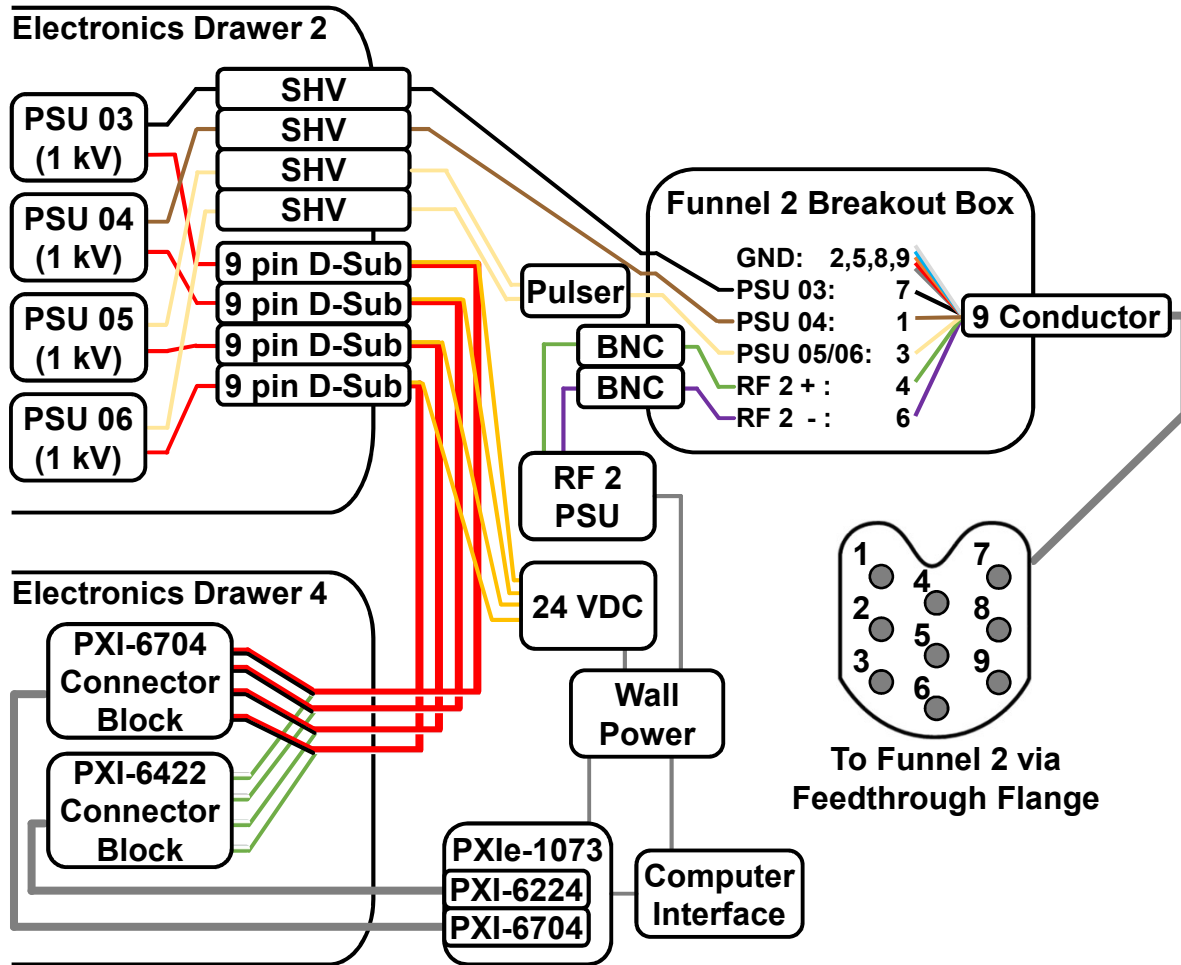 Electronics Drawer 2
PSU 03
(1 kV)
PSU 04
(1 kV)
PSU 05
(1 kV)
PSU 06
(1 kV)
SHV
SHV
SHV
SHV
9 pin D-Sub
9 pin D-Sub
9 pin D-Sub
9 pin D-Sub
Pulser
BNC
BNC
RF 2
PSU
24 VDC
Wall
Power
Funnel 2 Breakout Box
GND: 2,5,8,9
PSU 03: 7
PSU 04: 1
PSU 05/06: 3
RF 2 + : 4
RF 2 - : 6
9 Conductor
Electronics Drawer 4
PXI-6704
Connector
Block
PXI-6422
Connector
Block
PXIe-1073
PXI-6224
PXI-6704
Computer
Interface
1
2
3
4
5
6
7
8
9
To Funnel 2 via
Feedthrough Flange